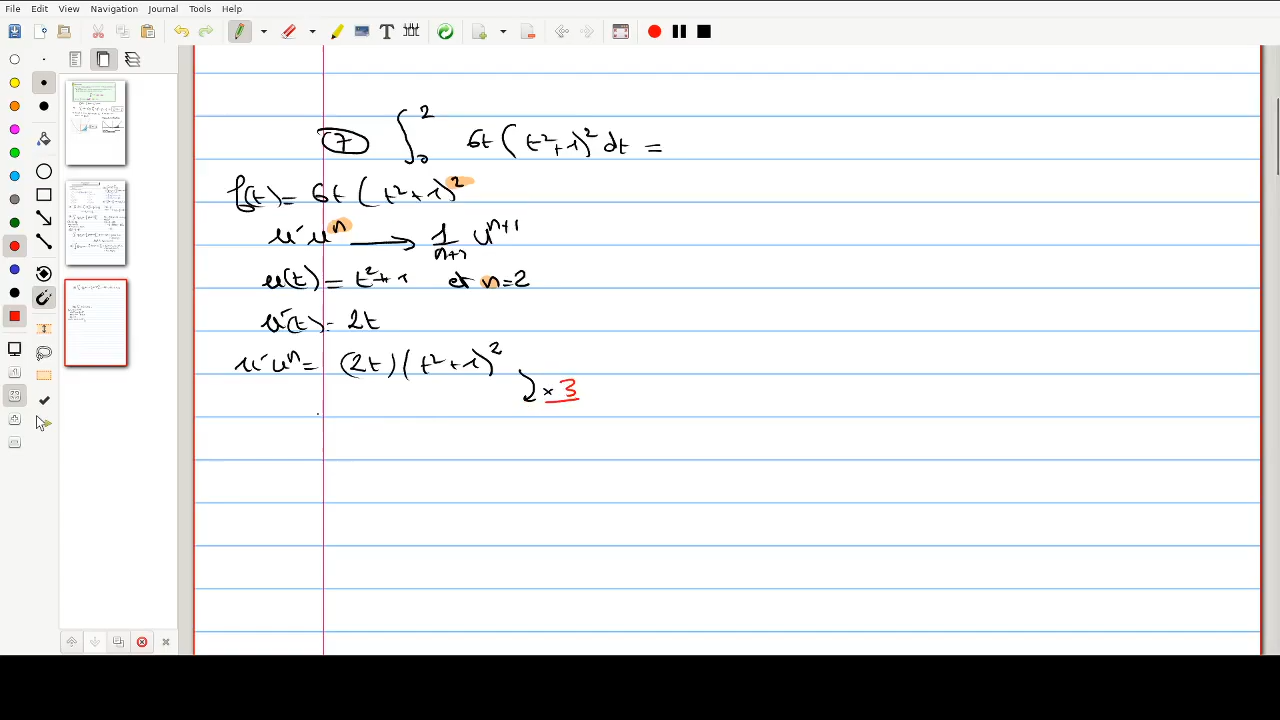 File Edit View Navigation Journal Tools Help
⑦ ∫₀² 6t(t²+1)² dt =
f(t) = 6t(t²+1)²
u'uⁿ → 1/(n+1) uⁿ⁺¹
u(t) = t²+1 et n=2
u'(t) = 2t
u'uⁿ = (2t)(t²+1)²
× 3